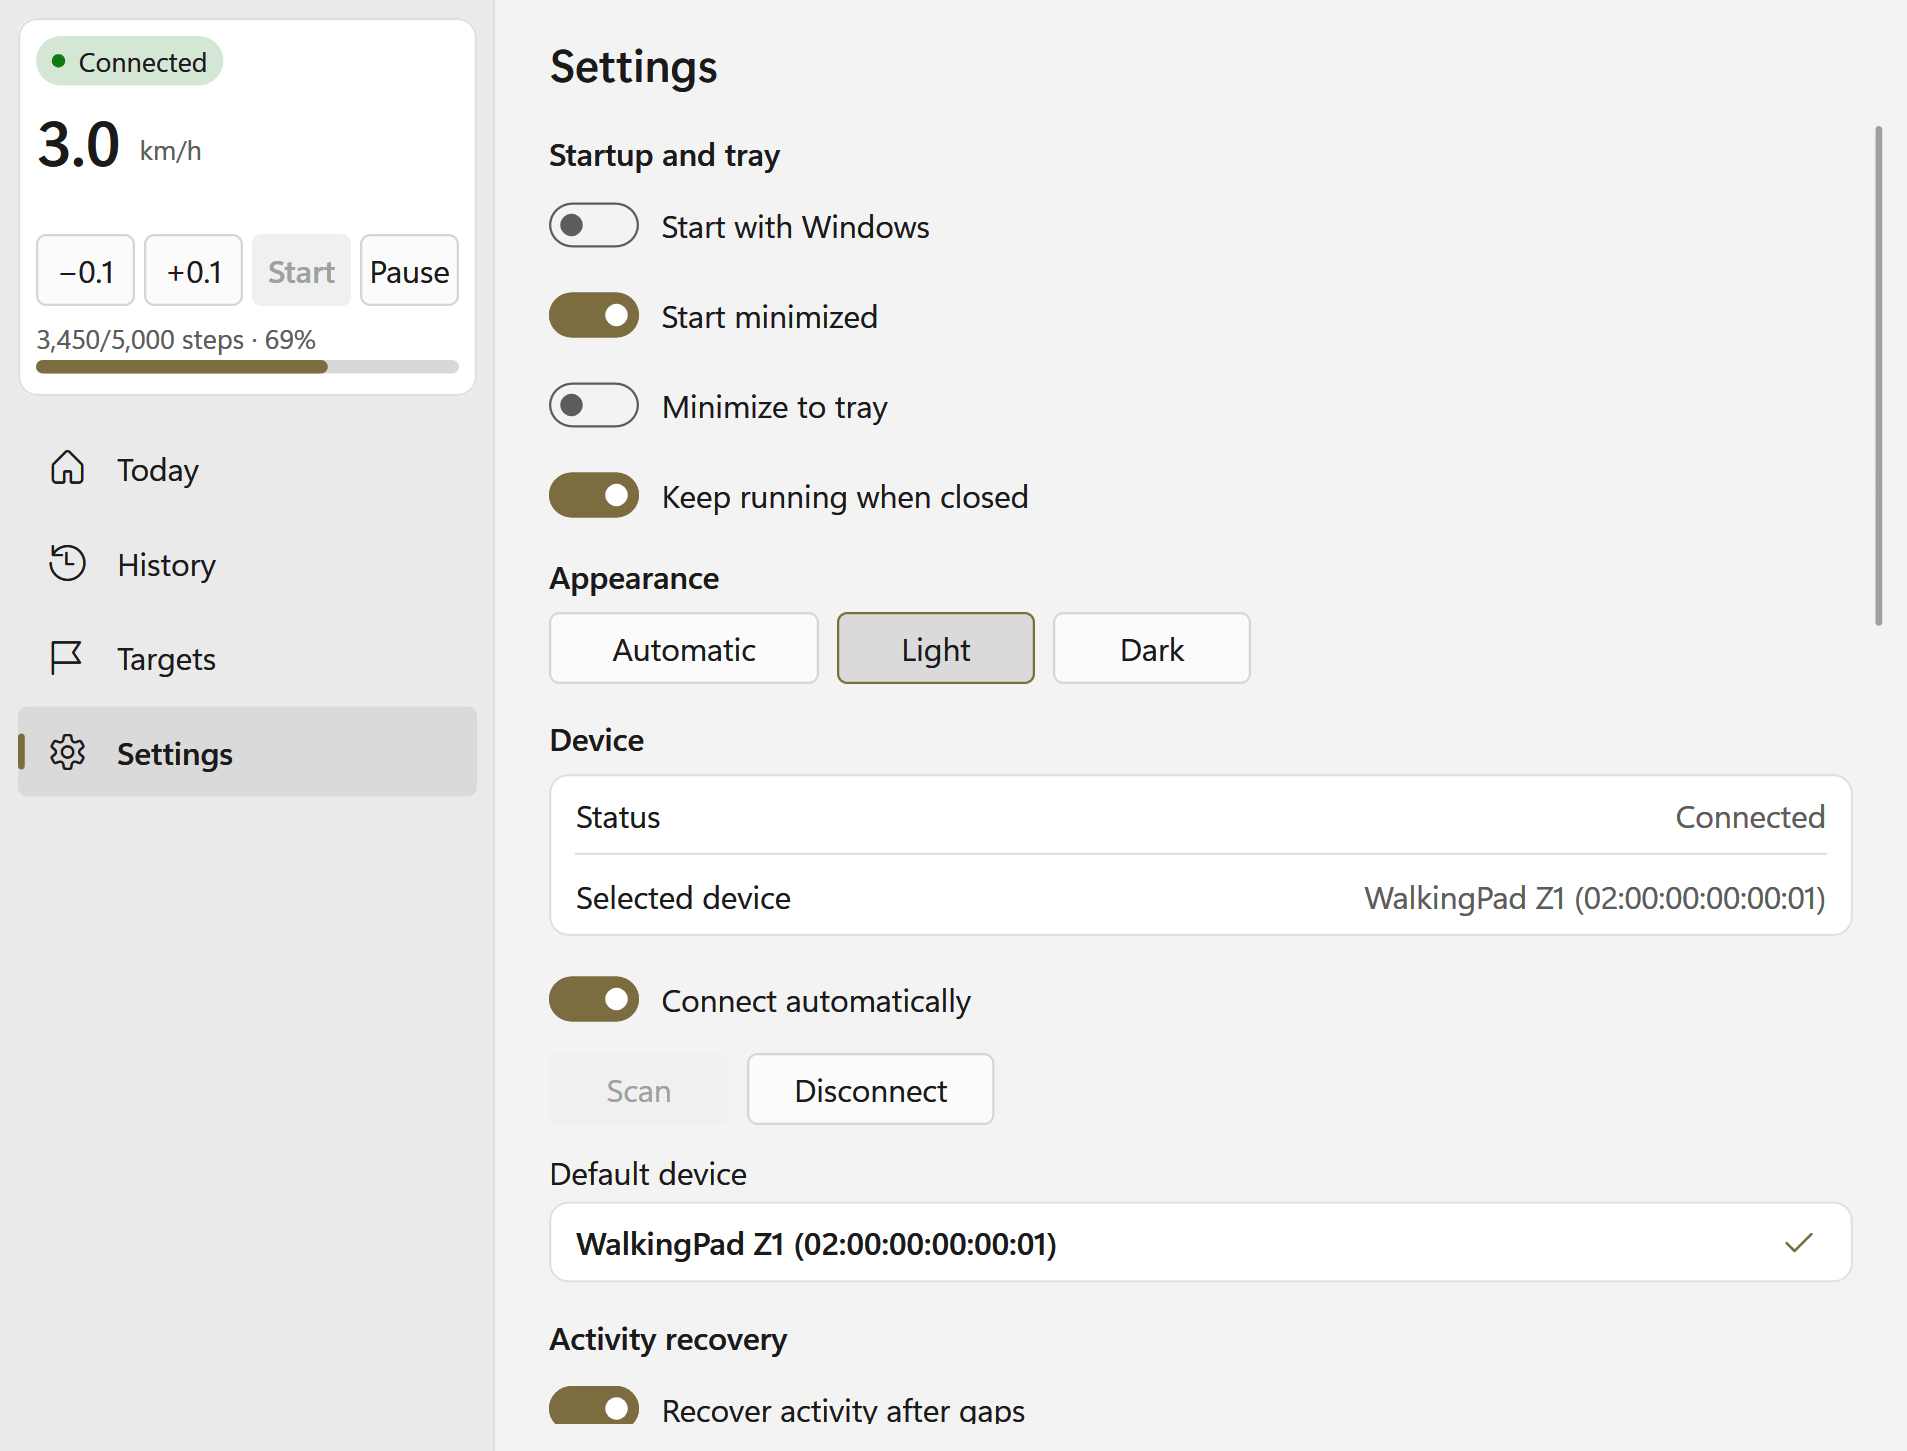 Connected
3.0 km/h
−0.1 +0.1 Start Pause
3,450/5,000 steps · 69%
Today
History
Targets
Settings
Settings
Startup and tray
Start with Windows
Start minimized
Minimize to tray
Keep running when closed
Appearance
Automatic Light Dark
Device
Status Connected
Selected device WalkingPad Z1 (02:00:00:00:00:01)
Connect automatically
Scan Disconnect
Default device
WalkingPad Z1 (02:00:00:00:00:01)
Activity recovery
Recover activity after gaps